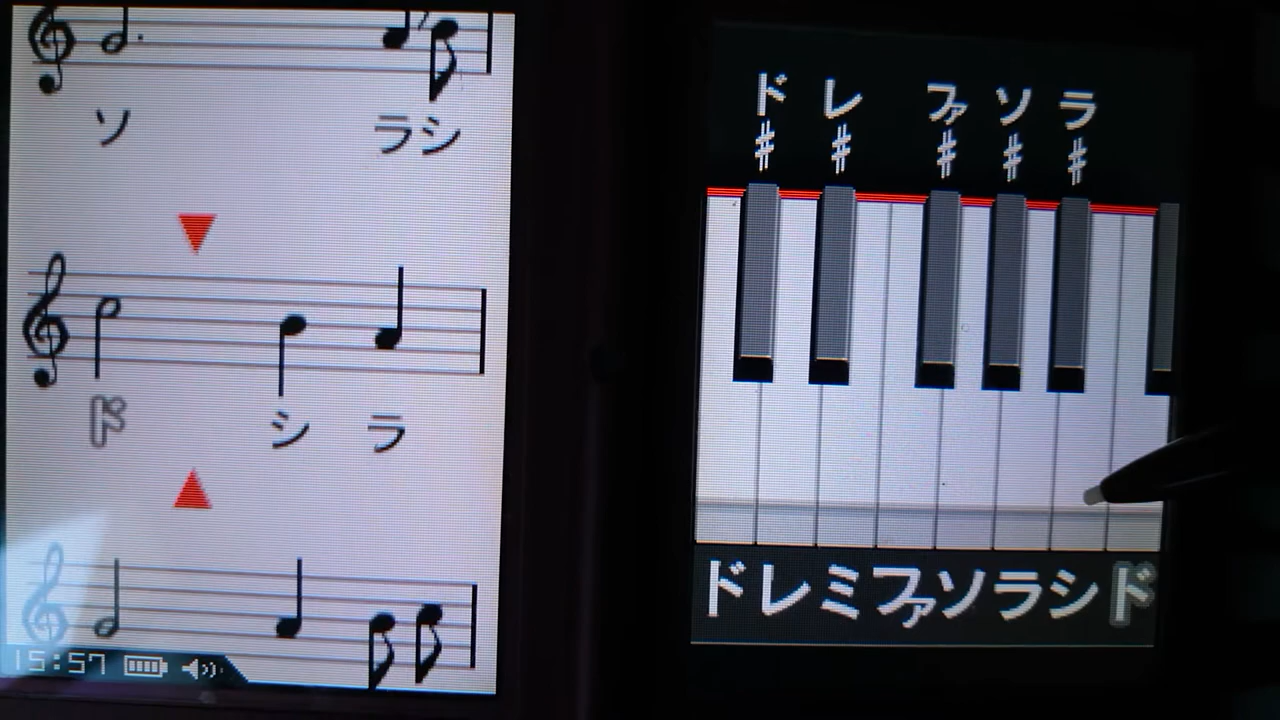 ソ ラシ
ド シ ラ
15:57
ド レ ファ ソ ラ
# # # # #
ドレミファソラシド